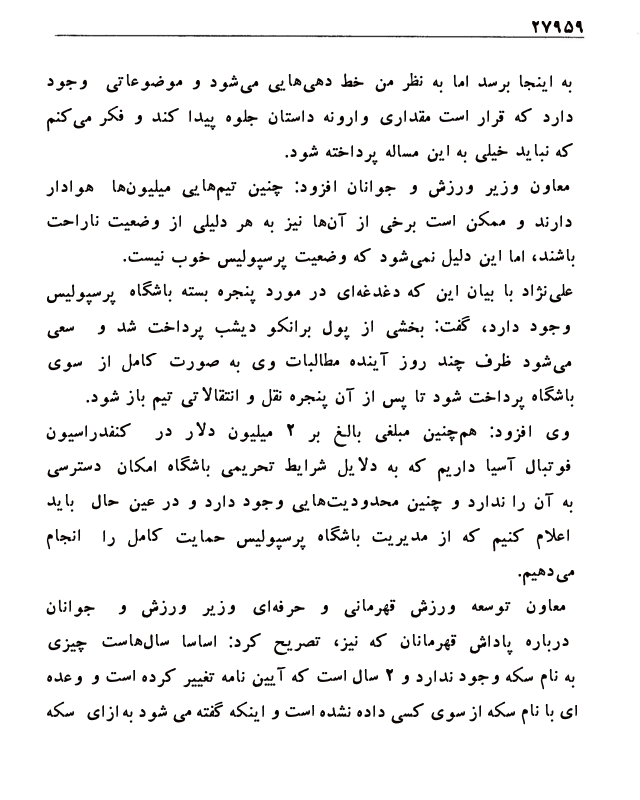 ۲۷۹۵۹
به اینجا برسد اما به نظر من خط دهی‌هایی می‌شود و موضوعاتی وجود
دارد که قرار است مقداری وارونه داستان جلوه پیدا کند و فکر می‌کنم
که نباید خیلی به این مساله پرداخته شود.
معاون وزیر ورزش و جوانان افزود: چنین تیم‌هایی میلیون‌ها هوادار
دارند و ممکن است برخی از آن‌ها نیز به هر دلیلی از وضعیت ناراحت
باشند، اما این دلیل نمی‌شود که وضعیت پرسپولیس خوب نیست.
علی‌نژاد با بیان این که دغدغه‌ای در مورد پنجره بسته باشگاه پرسپولیس
وجود دارد، گفت: بخشی از پول برانکو دیشب پرداخت شد و سعی
می‌شود ظرف چند روز آینده مطالبات وی به صورت کامل از سوی
باشگاه پرداخت شود تا پس از آن پنجره نقل و انتقالاتی تیم باز شود.
وی افزود: هم‌چنین مبلغی بالغ بر ۲ میلیون دلار در کنفدراسیون
فوتبال آسیا داریم که به دلایل شرایط تحریمی باشگاه امکان دسترسی
به آن را ندارد و چنین محدودیت‌هایی وجود دارد و در عین حال باید
اعلام کنیم که از مدیریت باشگاه پرسپولیس حمایت کامل را انجام
می‌دهیم.
معاون توسعه ورزش قهرمانی و حرفه‌ای وزیر ورزش و جوانان
درباره پاداش قهرمانان که نیز، تصریح کرد: اساسا سال‌هاست چیزی
به نام سکه وجود ندارد و ۲ سال است که آیین نامه تغییر کرده است و وعده
ای با نام سکه از سوی کسی داده نشده است و اینکه گفته می شود به‌ازای سکه